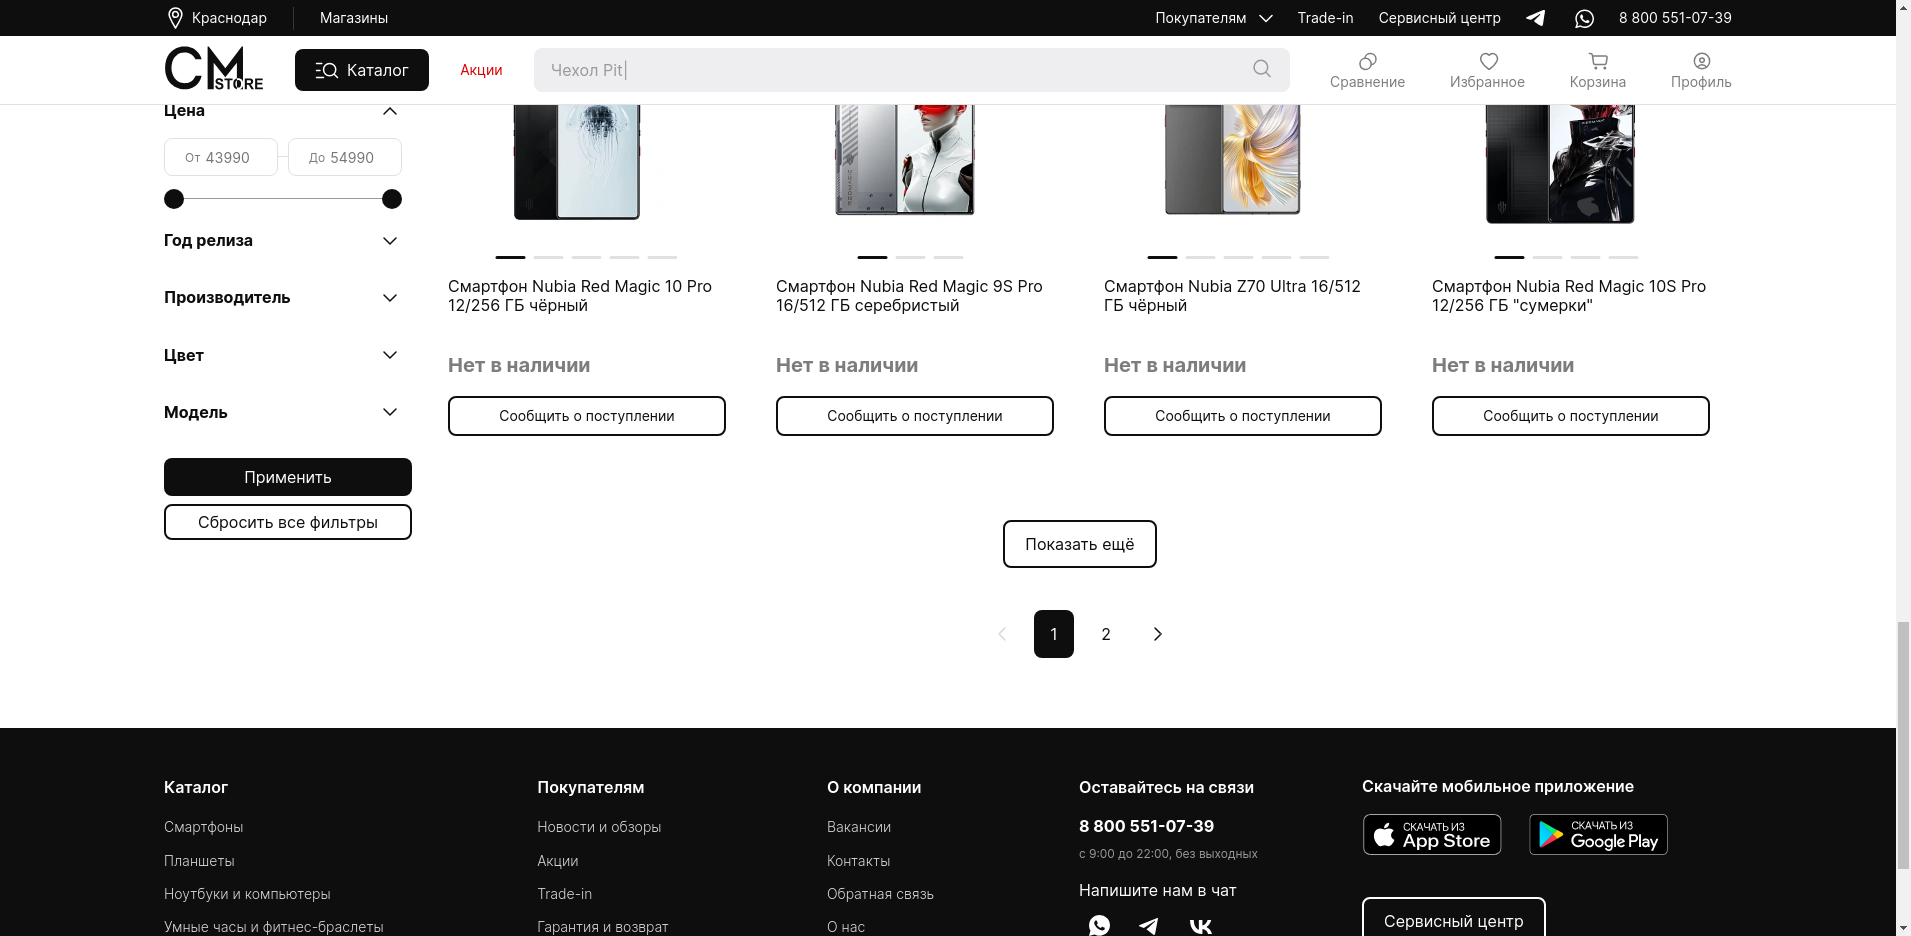 Краснодар
Магазины
Покупателям
Trade-in
Сервисный центр
8 800 551-07-39
CM STORE
Каталог
Акции
Чехол Pit|
Сравнение
Избранное
Корзина
Профиль
Цена
От 43990
До 54990
Год релиза
Производитель
Цвет
Модель
Применить
Сбросить все фильтры
Смартфон Nubia Red Magic 10 Pro
12/256 ГБ чёрный
Нет в наличии
Сообщить о поступлении
Смартфон Nubia Red Magic 9S Pro
16/512 ГБ серебристый
Нет в наличии
Сообщить о поступлении
Смартфон Nubia Z70 Ultra 16/512
ГБ чёрный
Нет в наличии
Сообщить о поступлении
Смартфон Nubia Red Magic 10S Pro
12/256 ГБ "сумерки"
Нет в наличии
Сообщить о поступлении
Показать ещё
1
2
Каталог
Смартфоны
Планшеты
Ноутбуки и компьютеры
Умные часы и фитнес-браслеты
Покупателям
Новости и обзоры
Акции
Trade-in
Гарантия и возврат
О компании
Вакансии
Контакты
Обратная связь
О нас
Оставайтесь на связи
8 800 551-07-39
с 9:00 до 22:00, без выходных
Напишите нам в чат
Скачайте мобильное приложение
СКАЧАТЬ ИЗ
App Store
СКАЧАТЬ ИЗ
Google Play
Сервисный центр